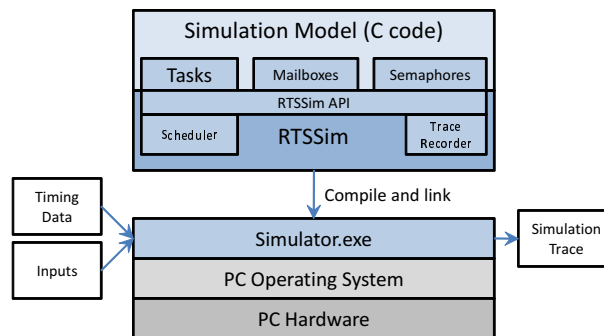 Simulation Model (C code)
Tasks
Mailboxes
Semaphores
RTSSim API
Scheduler
RTSSim
Trace
Recorder
Compile and link
Timing
Data
Inputs
Simulator.exe
Simulation
Trace
PC Operating System
PC Hardware